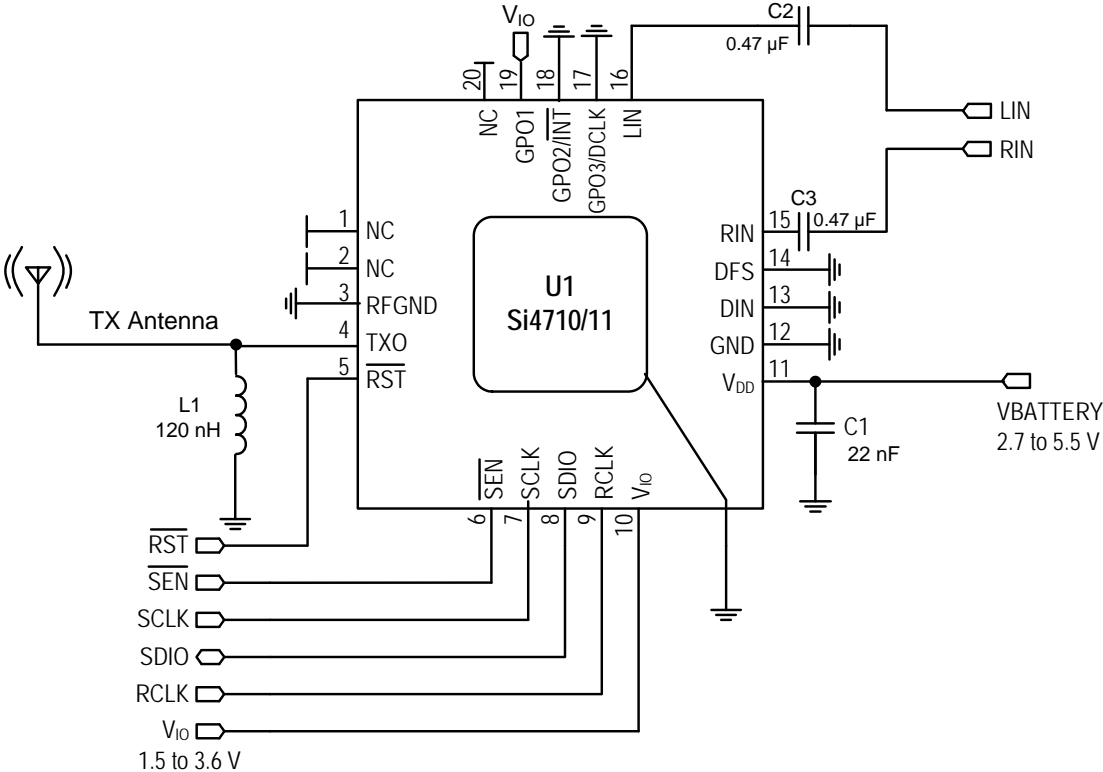 V_IO
C2
0.47 µF
20
19
18
17
16
NC
GPO1
GPO2/INT
GPO3/DCLK
LIN
LIN
RIN
C3
0.47 µF
1
NC
2
NC
3
RFGND
4
TXO
5
RST
TX Antenna
L1
120 nH
U1
Si4710/11
RIN
15
DFS
14
DIN
13
GND
12
V_DD
11
VBATTERY
2.7 to 5.5 V
C1
22 nF
SEN
SCLK
SDIO
RCLK
V_IO
6
7
8
9
10
RST
SEN
SCLK
SDIO
RCLK
V_IO
1.5 to 3.6 V